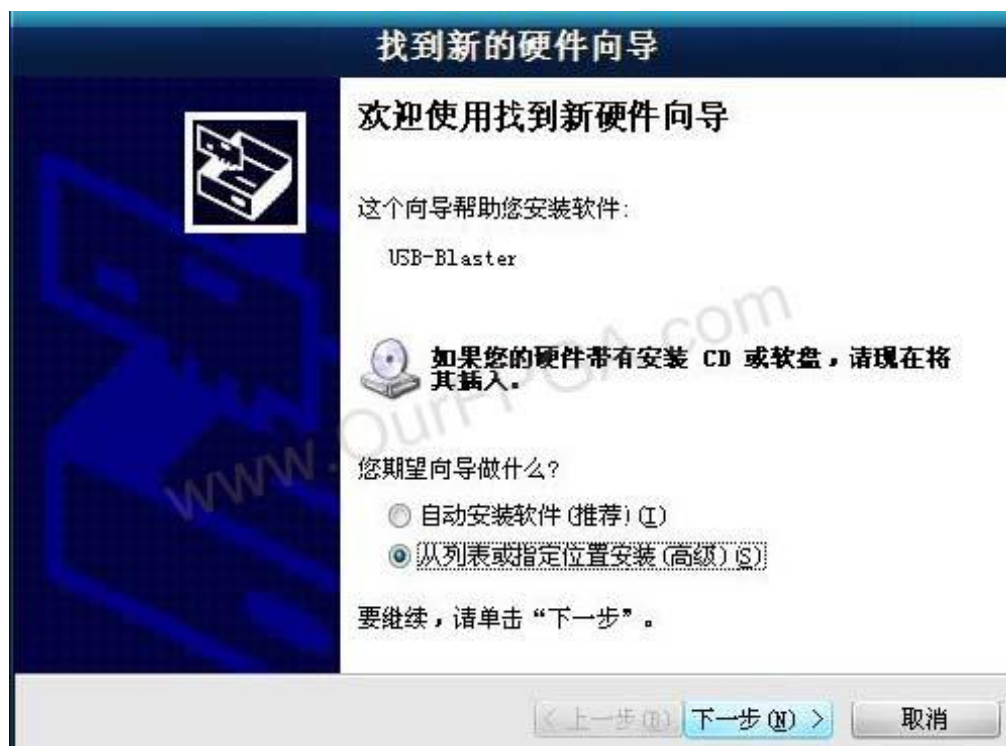 找到新的硬件向导
欢迎使用找到新硬件向导
这个向导帮助您安装软件:
USB-Blaster
如果您的硬件带有安装 CD 或软盘，请现在将
其插入。
www.OurFPGA.com
您期望向导做什么?
自动安装软件(推荐)(I)
从列表或指定位置安装(高级)(S)
要继续，请单击“下一步”。
< 上一步(B)
下一步(N) >
取消